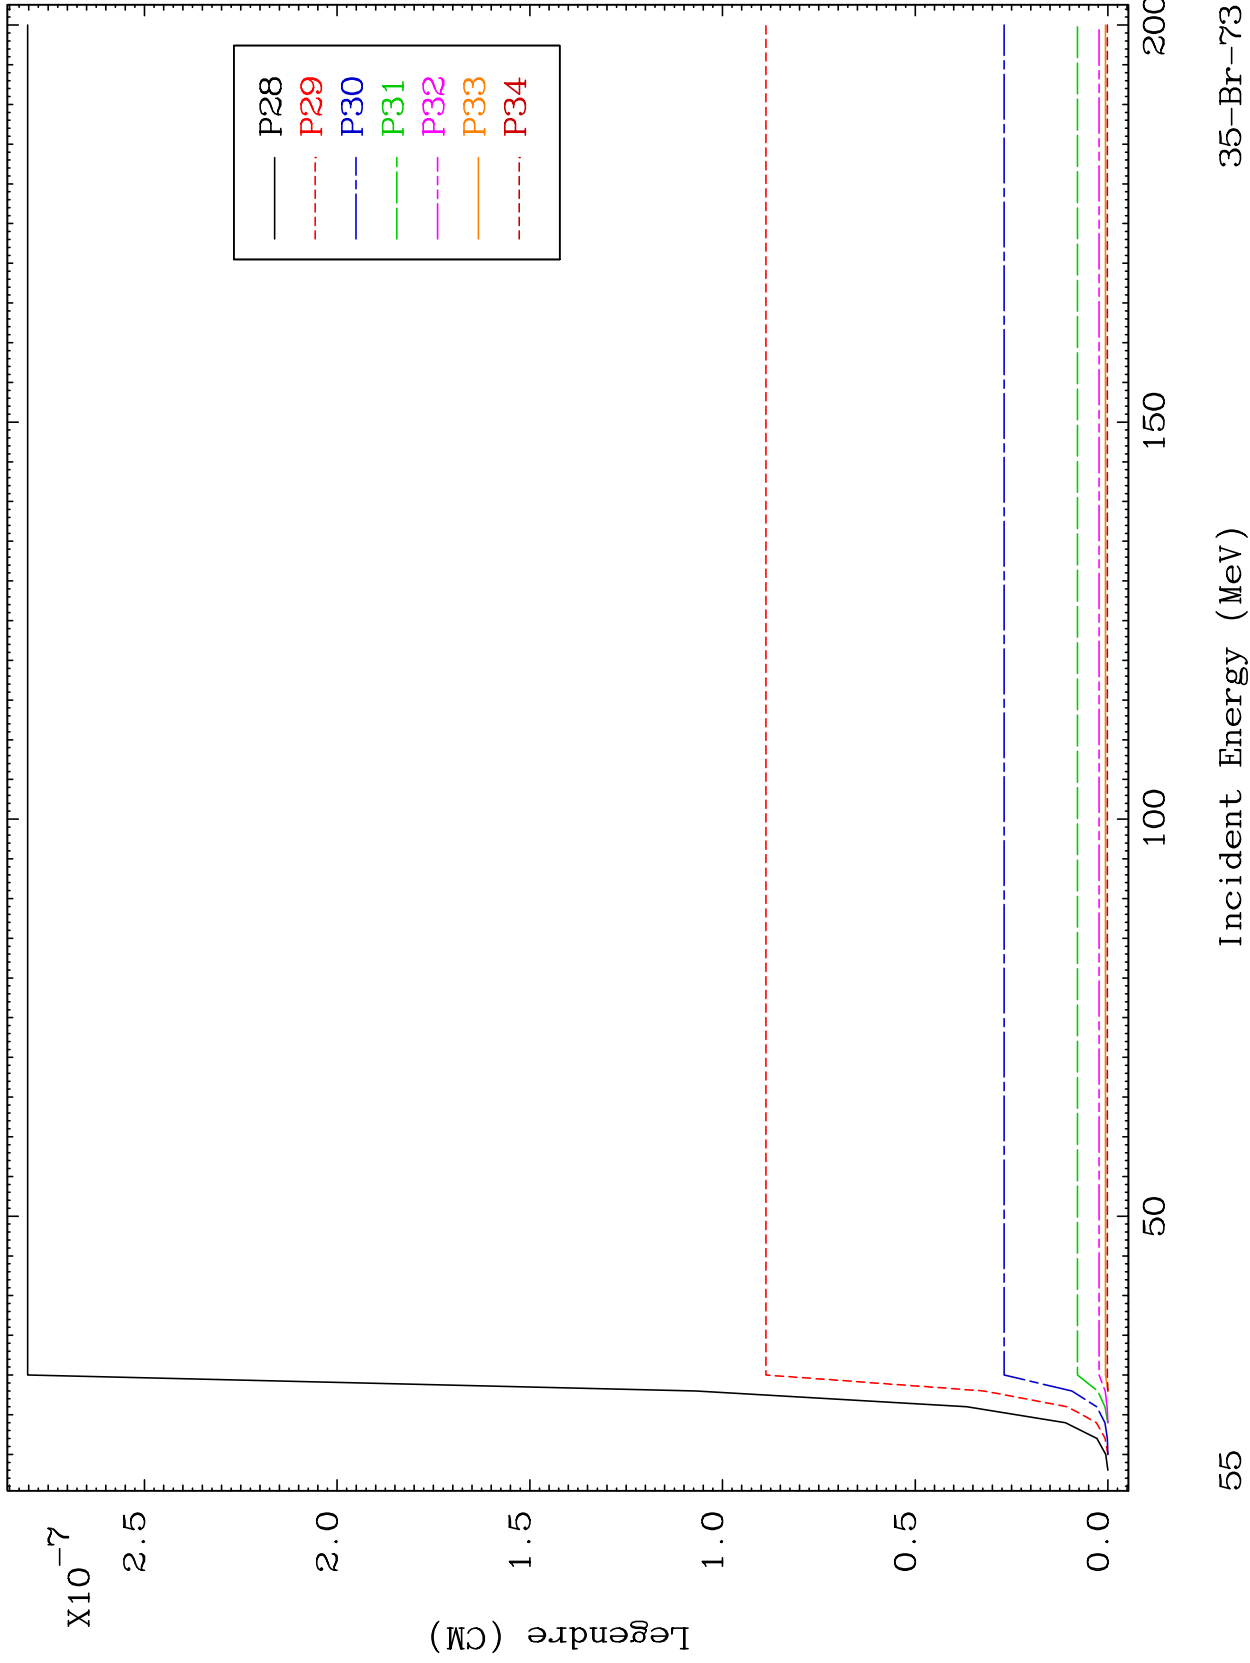 X10-7
2.5
2.0
1.5
1.0
0.5
0.0
Legendre (CM)
P28
P29
P30
P31
P32
P33
P34
50
100
150
200
Incident Energy (MeV)
55
35-Br-73